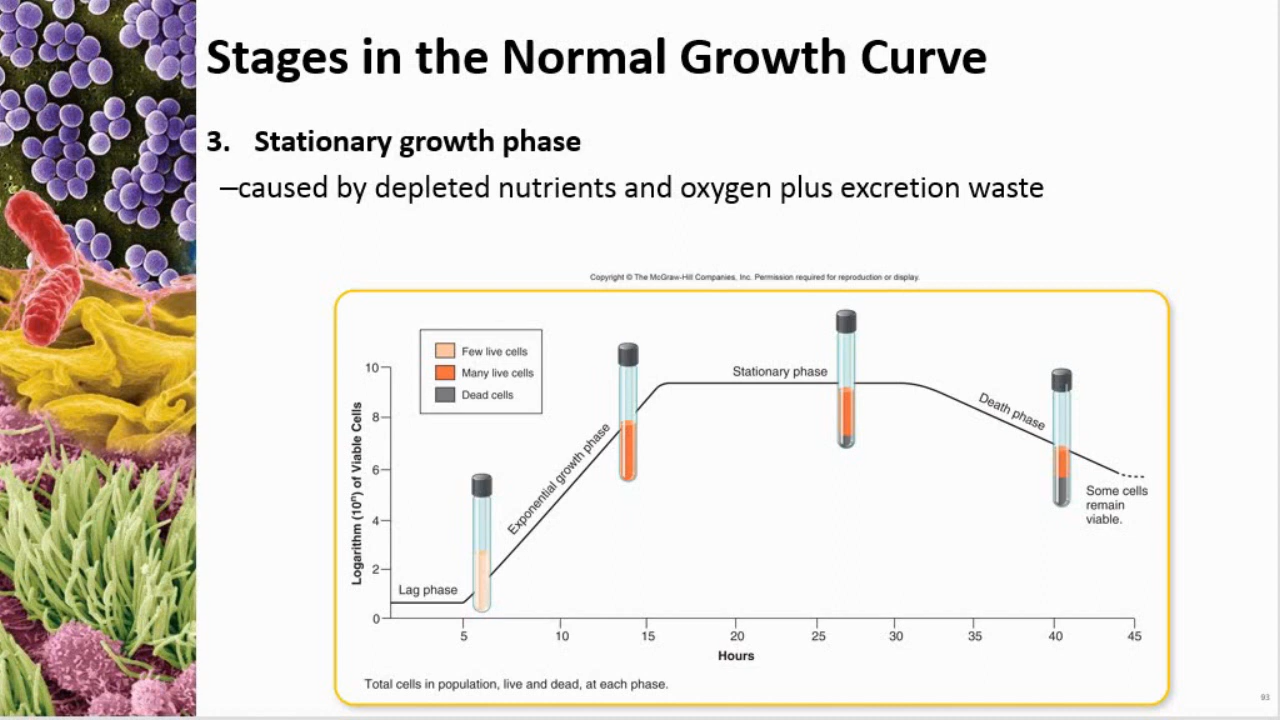 Stages in the Normal Growth Curve
3. Stationary growth phase
–caused by depleted nutrients and oxygen plus excretion waste
Copyright © The McGraw-Hill Companies, Inc. Permission required for reproduction or display.
Few live cells
Many live cells
Dead cells
Logarithm (10ⁿ) of Viable Cells
10
8
6
4
2
0
Lag phase
Exponential growth phase
Stationary phase
Death phase
Some cells
remain
viable.
5 10 15 20 25 30 35 40 45
Hours
Total cells in population, live and dead, at each phase.
93